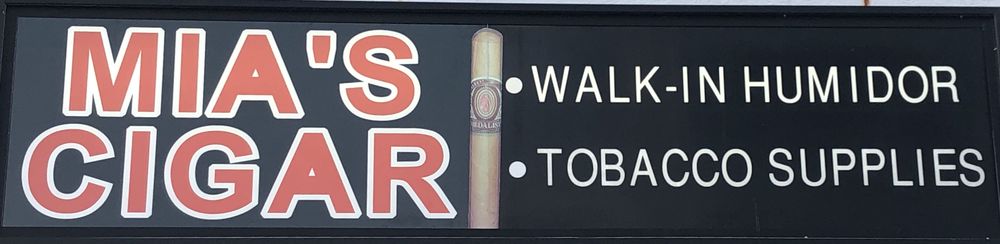 MIA'S
CIGAR
• WALK-IN HUMIDOR
• TOBACCO SUPPLIES